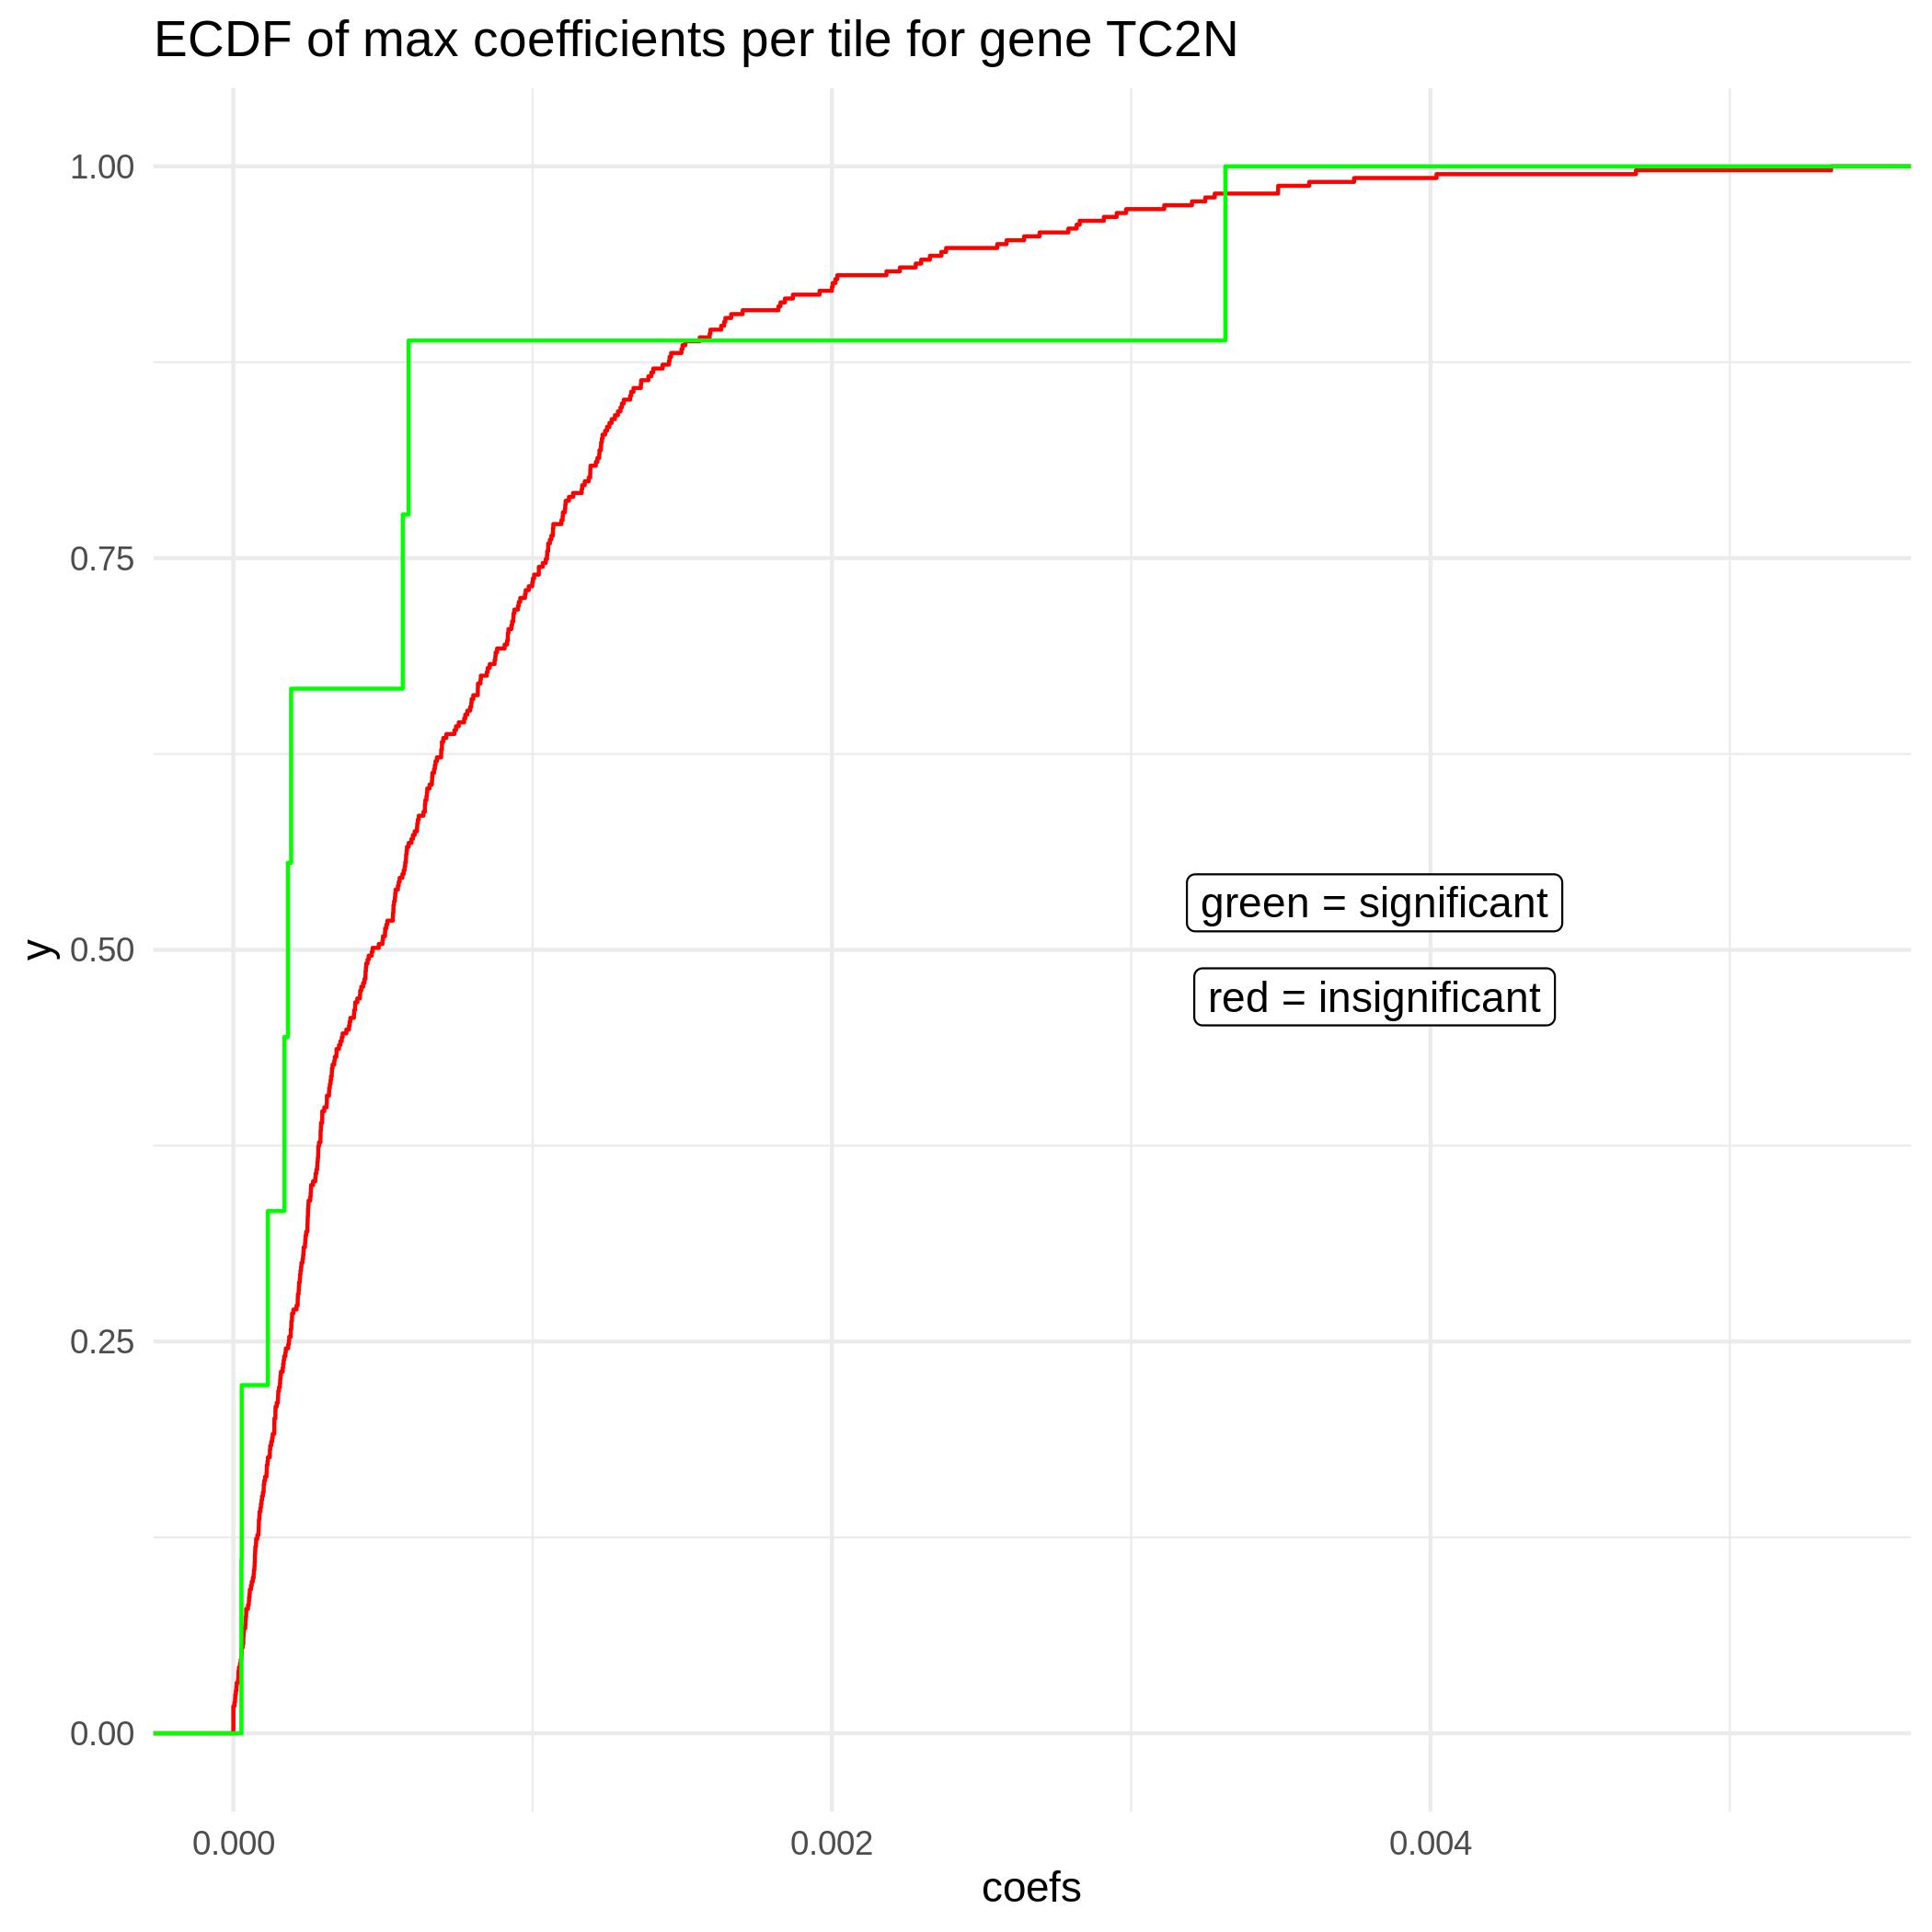 ECDF of max coefficients per tile for gene TC2N
1.00
0.75
0.50
0.25
0.00
y
green = significant
red = insignificant
0.000
0.002
0.004
coefs